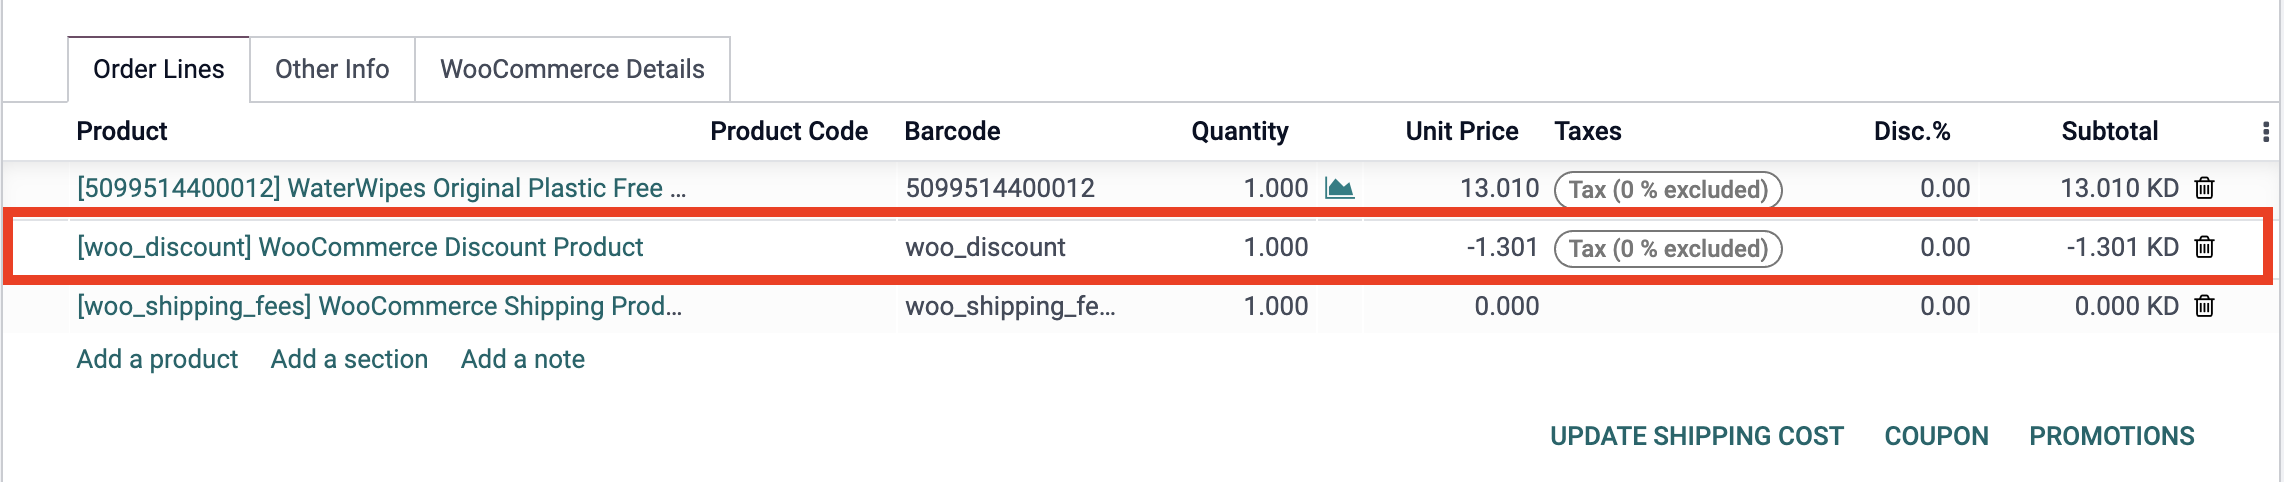 Order Lines Other Info WooCommerce Details
Product Product Code Barcode Quantity Unit Price Taxes Disc.% Subtotal
[5099514400012] WaterWipes Original Plastic Free ... 5099514400012 1.000 13.010 Tax (0 % excluded) 0.00 13.010 KD
[woo_discount] WooCommerce Discount Product woo_discount 1.000 -1.301 Tax (0 % excluded) 0.00 -1.301 KD
[woo_shipping_fees] WooCommerce Shipping Prod... woo_shipping_fe... 1.000 0.000 0.00 0.000 KD
Add a product Add a section Add a note
UPDATE SHIPPING COST COUPON PROMOTIONS